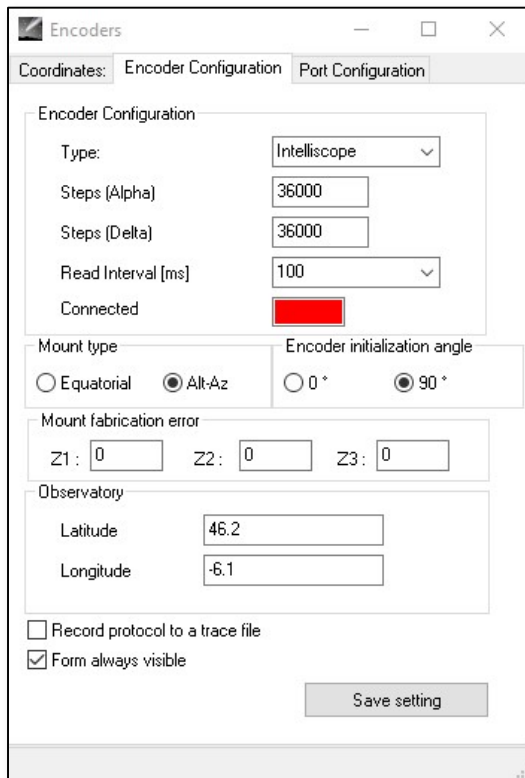 Encoders
Coordinates: Encoder Configuration Port Configuration
Encoder Configuration
Type: Intelliscope
Steps (Alpha) 36000
Steps (Delta) 36000
Read Interval [ms] 100
Connected
Mount type Encoder initialization angle
Equatorial Alt-Az 0 ° 90 °
Mount fabrication error
Z1 : 0 Z2 : 0 Z3 : 0
Observatory
Latitude 46.2
Longitude -6.1
Record protocol to a trace file
Form always visible
Save setting